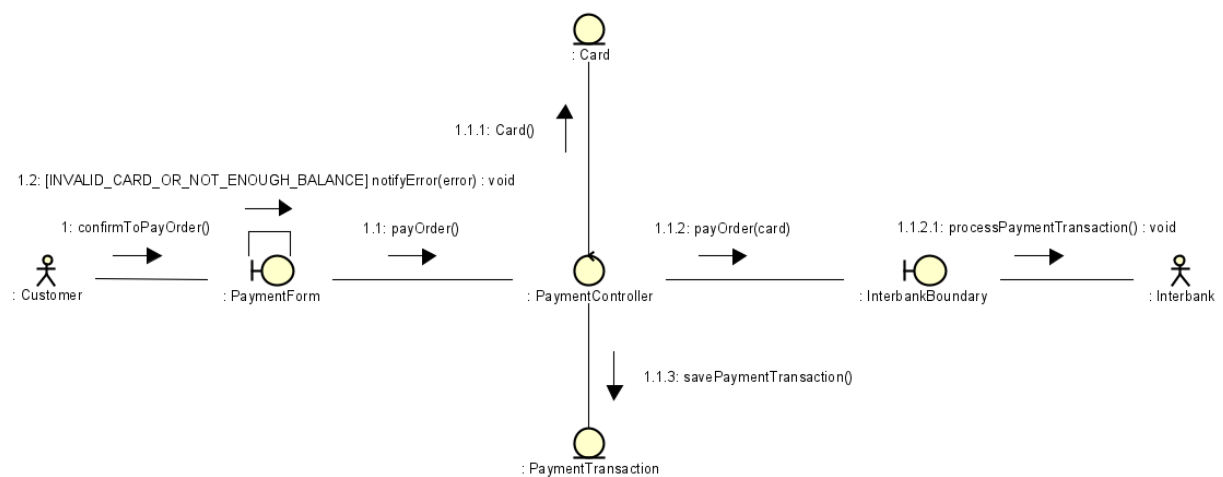 : Card
1.1.1: Card()
1.2: [INVALID_CARD_OR_NOT_ENOUGH_BALANCE] notifyError(error) : void
1: confirmToPayOrder()
1.1: payOrder()
1.1.2: payOrder(card)
1.1.2.1: processPaymentTransaction() : void
: Customer
: PaymentForm
: PaymentController
: InterbankBoundary
: Interbank
1.1.3: savePaymentTransaction()
: PaymentTransaction